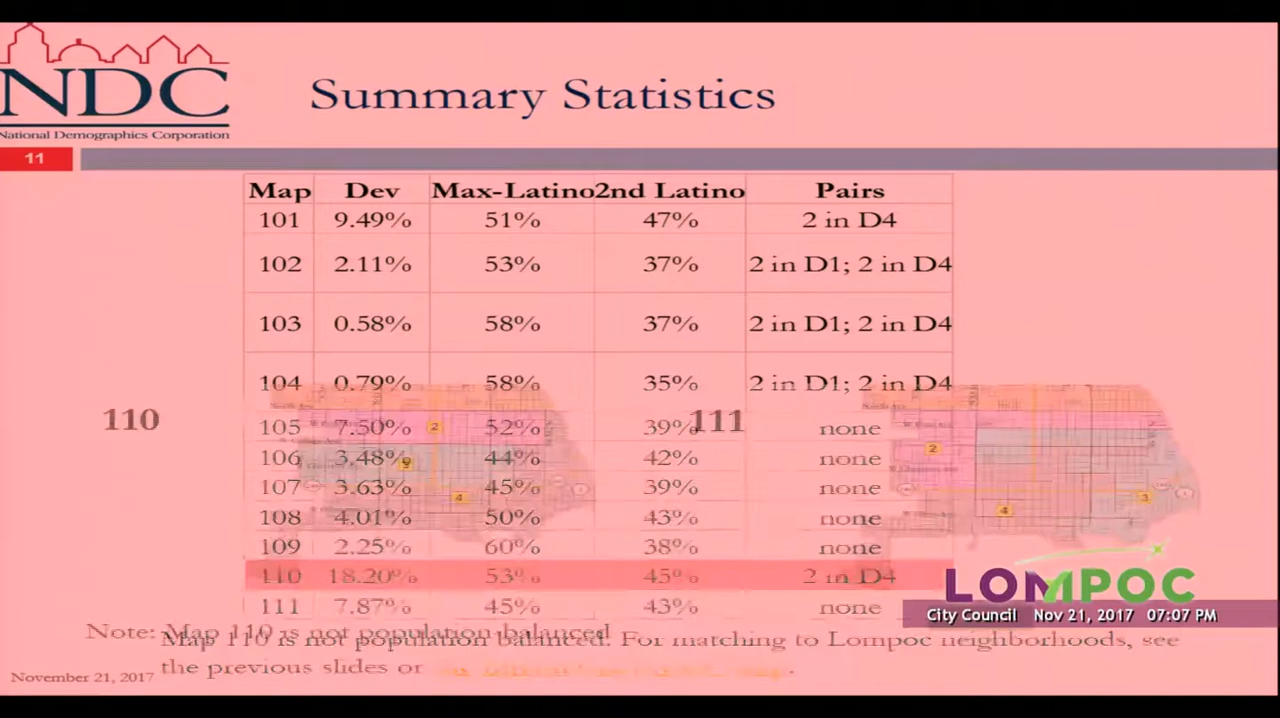 NDC
National Demographics Corporation
Summary Statistics
11
Map Dev Max-Latino 2nd Latino Pairs
101 9.49% 51% 47% 2 in D4
102 2.11% 53% 37% 2 in D1; 2 in D4
103 0.58% 58% 37% 2 in D1; 2 in D4
104 0.79% 58% 35% 2 in D1; 2 in D4
105 7.50% 52% 39% none
106 3.48% 44% 42% none
107 3.63% 45% 39% none
108 4.01% 50% 43% none
109 2.25% 60% 38% none
110 18.20% 53% 45% 2 in D4
111 7.87% 45% 43% none
110
111
2
4
2
4
3
LOMPOC
City Council Nov 21, 2017 07:07 PM
Note: Map 110 is not population balanced.
Map 110 is not population balanced. For matching to Lompoc neighborhoods, see
the previous slides or
November 21, 2017